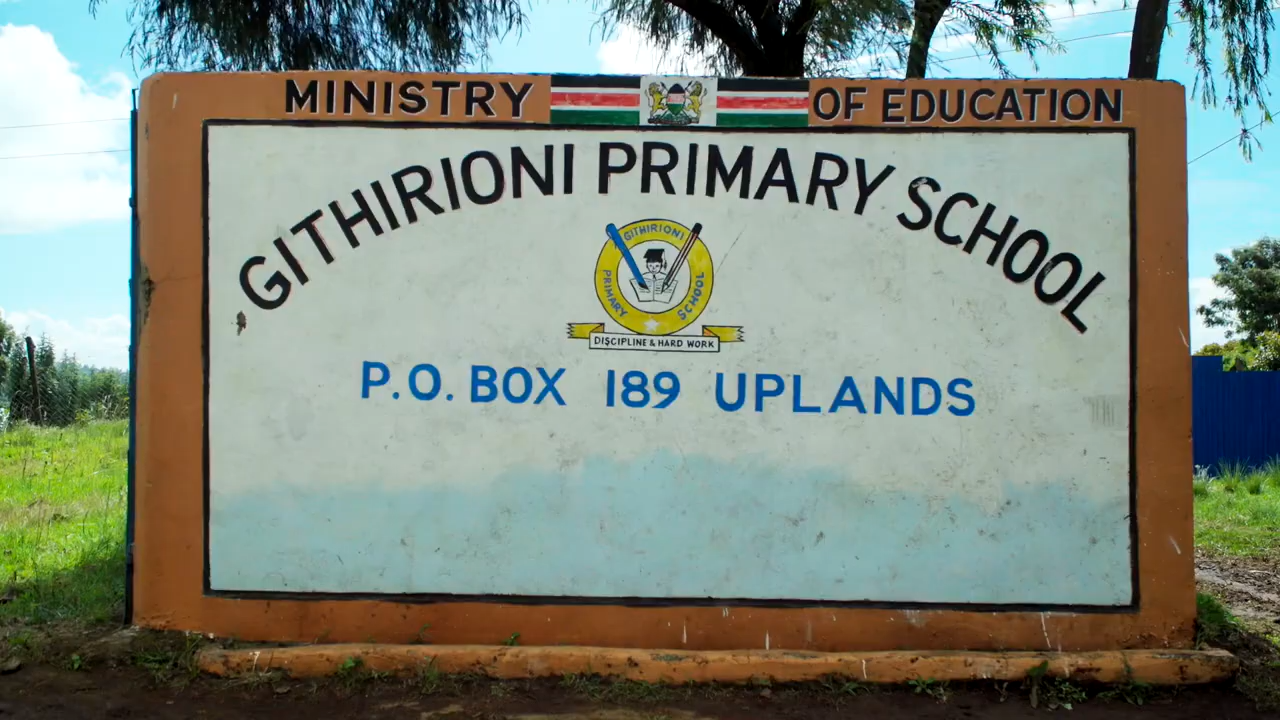 MINISTRY OF EDUCATION
GITHIRIONI PRIMARY SCHOOL
GITHIRIONI
PRIMARY SCHOOL
DISCIPLINE & HARD WORK
P.O. BOX 189 UPLANDS